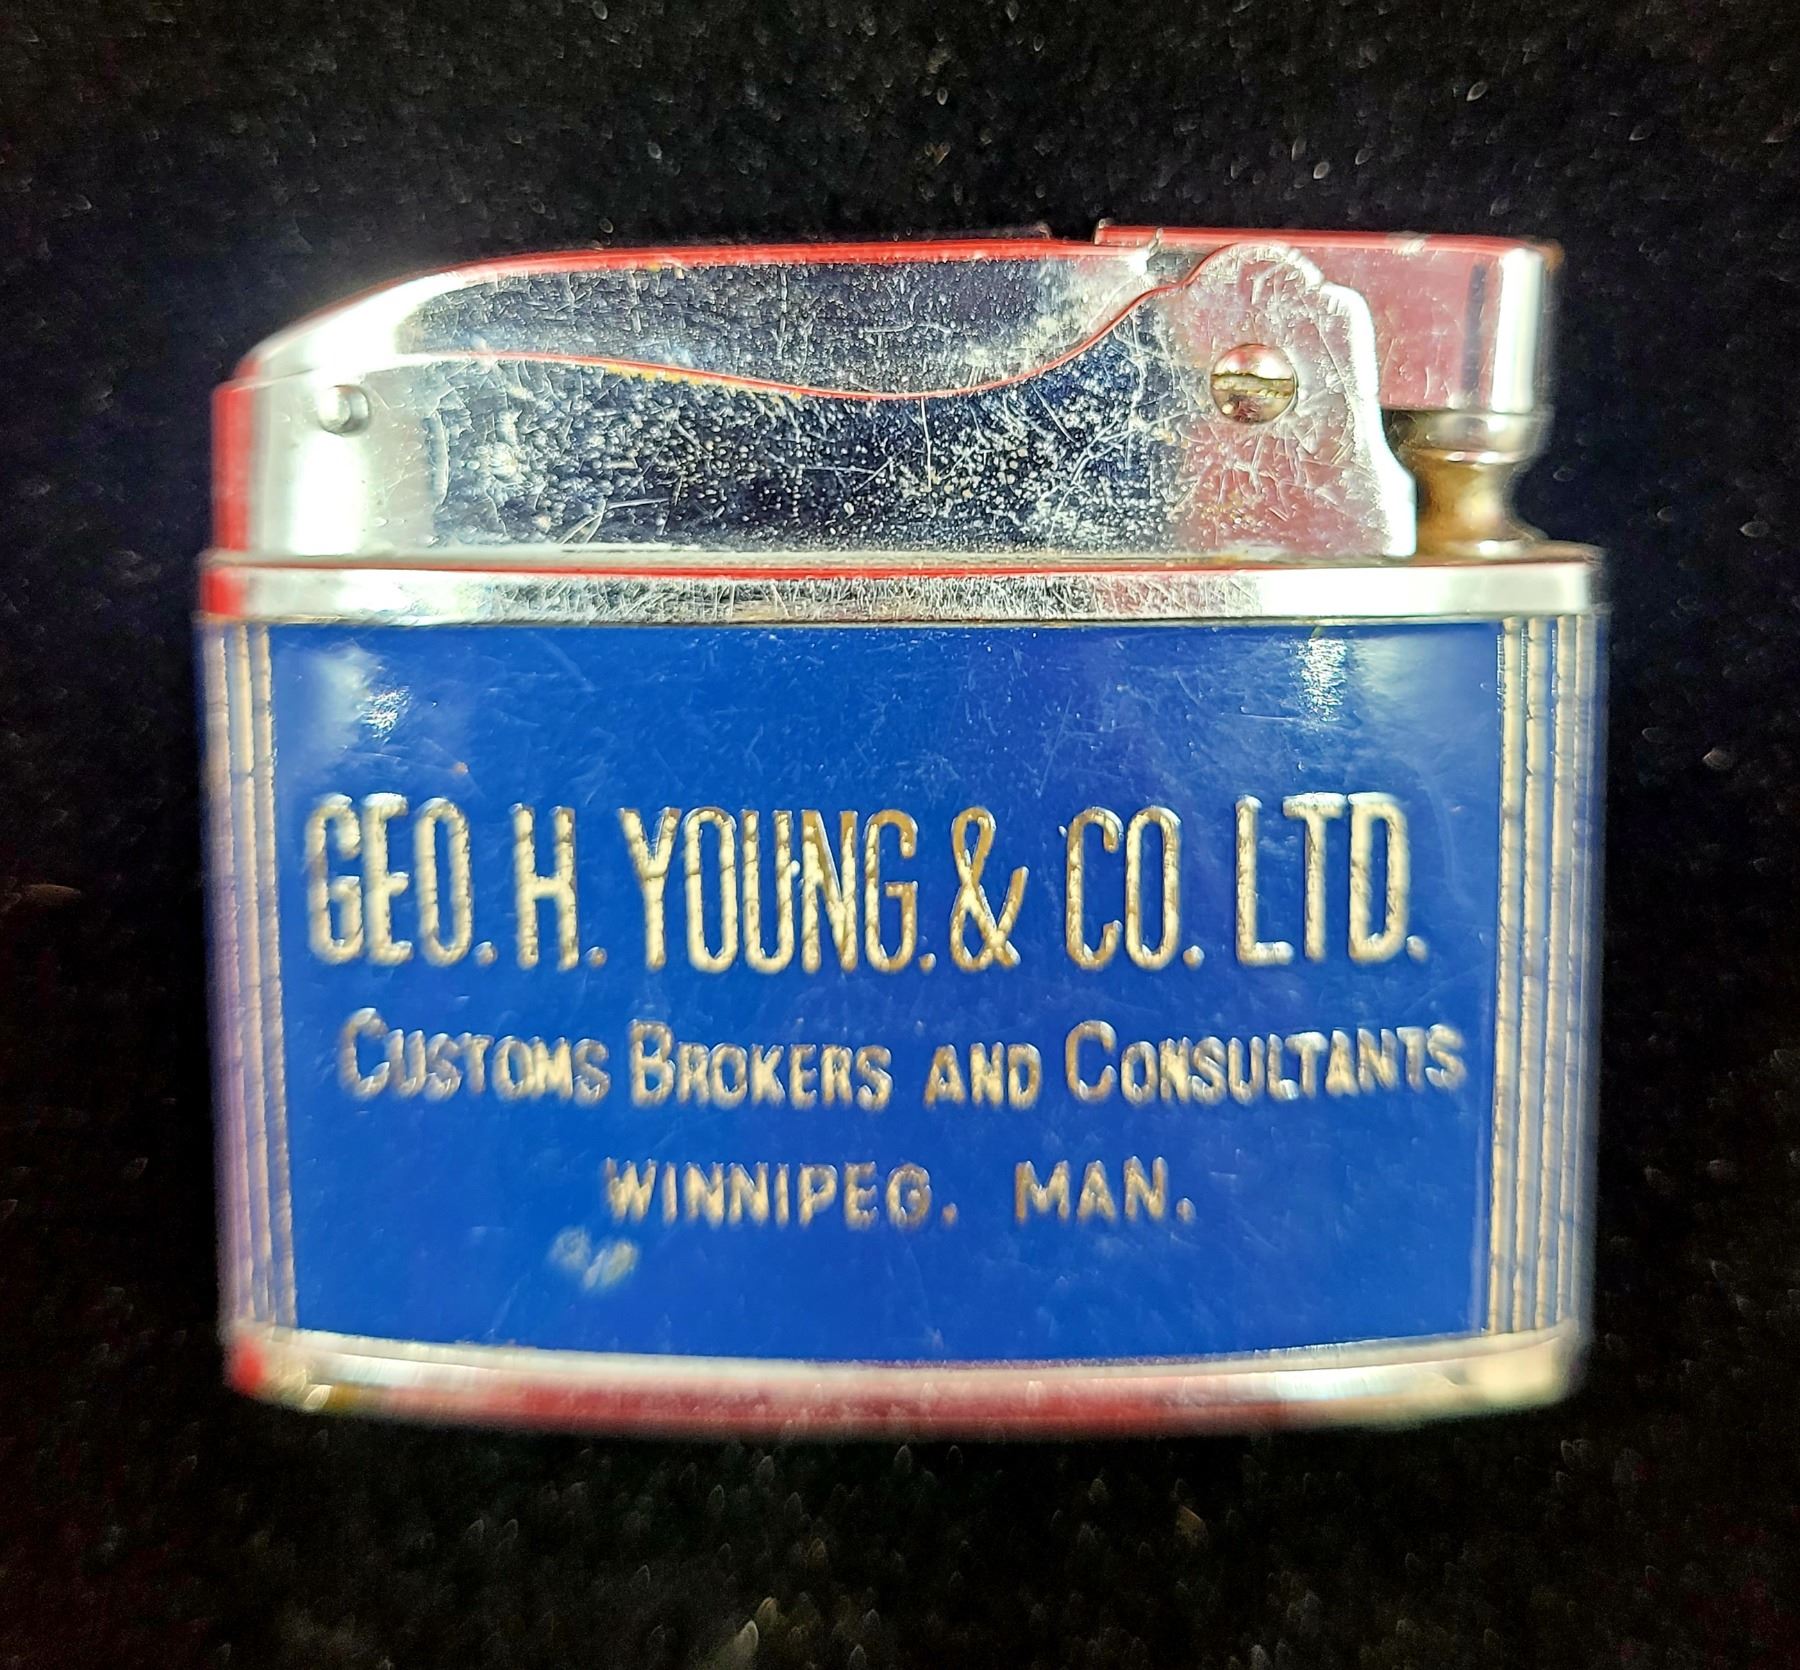 GEO. H. YOUNG. & CO. LTD.
CUSTOMS BROKERS AND CONSULTANTS
WINNIPEG. MAN.